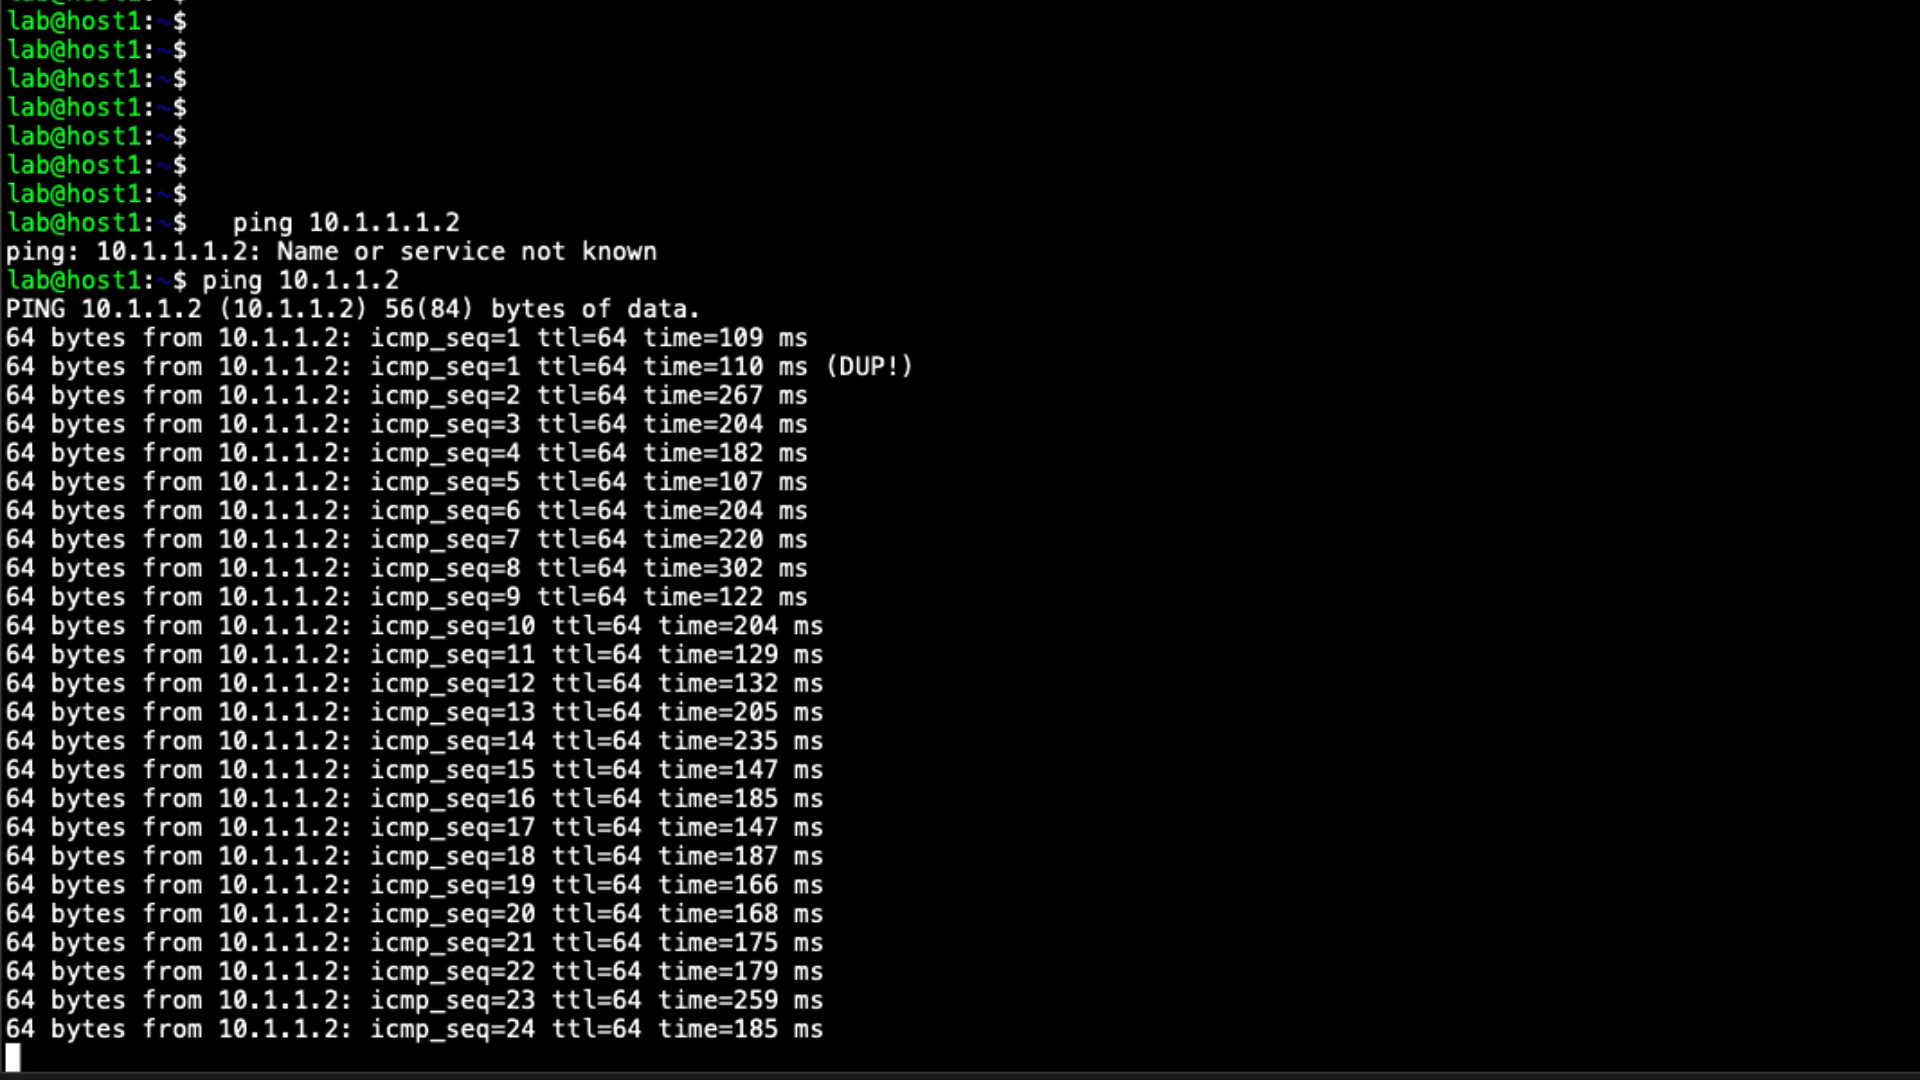 lab@host1:~$
lab@host1:~$
lab@host1:~$
lab@host1:~$
lab@host1:~$
lab@host1:~$
lab@host1:~$
lab@host1:~$   ping 10.1.1.1.2
ping: 10.1.1.1.2: Name or service not known
lab@host1:~$ ping 10.1.1.2
PING 10.1.1.2 (10.1.1.2) 56(84) bytes of data.
64 bytes from 10.1.1.2: icmp_seq=1 ttl=64 time=109 ms
64 bytes from 10.1.1.2: icmp_seq=1 ttl=64 time=110 ms (DUP!)
64 bytes from 10.1.1.2: icmp_seq=2 ttl=64 time=267 ms
64 bytes from 10.1.1.2: icmp_seq=3 ttl=64 time=204 ms
64 bytes from 10.1.1.2: icmp_seq=4 ttl=64 time=182 ms
64 bytes from 10.1.1.2: icmp_seq=5 ttl=64 time=107 ms
64 bytes from 10.1.1.2: icmp_seq=6 ttl=64 time=204 ms
64 bytes from 10.1.1.2: icmp_seq=7 ttl=64 time=220 ms
64 bytes from 10.1.1.2: icmp_seq=8 ttl=64 time=302 ms
64 bytes from 10.1.1.2: icmp_seq=9 ttl=64 time=122 ms
64 bytes from 10.1.1.2: icmp_seq=10 ttl=64 time=204 ms
64 bytes from 10.1.1.2: icmp_seq=11 ttl=64 time=129 ms
64 bytes from 10.1.1.2: icmp_seq=12 ttl=64 time=132 ms
64 bytes from 10.1.1.2: icmp_seq=13 ttl=64 time=205 ms
64 bytes from 10.1.1.2: icmp_seq=14 ttl=64 time=235 ms
64 bytes from 10.1.1.2: icmp_seq=15 ttl=64 time=147 ms
64 bytes from 10.1.1.2: icmp_seq=16 ttl=64 time=185 ms
64 bytes from 10.1.1.2: icmp_seq=17 ttl=64 time=147 ms
64 bytes from 10.1.1.2: icmp_seq=18 ttl=64 time=187 ms
64 bytes from 10.1.1.2: icmp_seq=19 ttl=64 time=166 ms
64 bytes from 10.1.1.2: icmp_seq=20 ttl=64 time=168 ms
64 bytes from 10.1.1.2: icmp_seq=21 ttl=64 time=175 ms
64 bytes from 10.1.1.2: icmp_seq=22 ttl=64 time=179 ms
64 bytes from 10.1.1.2: icmp_seq=23 ttl=64 time=259 ms
64 bytes from 10.1.1.2: icmp_seq=24 ttl=64 time=185 ms